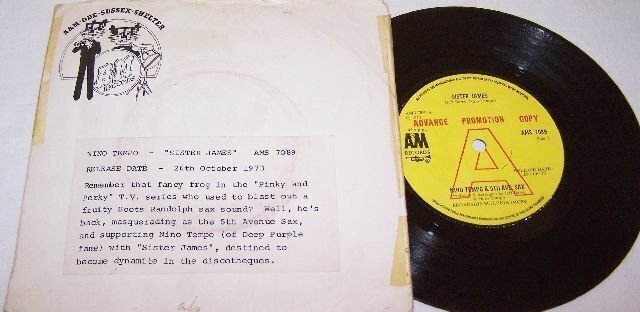 A&M·ODE·SUSSEX·SHELTER
NINO TEMPO - "SISTER JAMES" AMS 7089
RELEASE DATE - 26th October 1973
Remember that fancy frog in the "Pinky and
Perky" T.V. series who used to blast out a
fruity Boots Randolph sax sound? Well, he's
back, masquerading as the 5th Avenue Sax,
and supporting Nino Tempo (of Deep Purple
fame) with "Sister James", destined to
become dynamite in the discotheques.
SISTER JAMES
ADVANCE PROMOTION COPY
AM
RECORDS
AMS 7089
A
NINO TEMPO & 5TH AVE. SAX